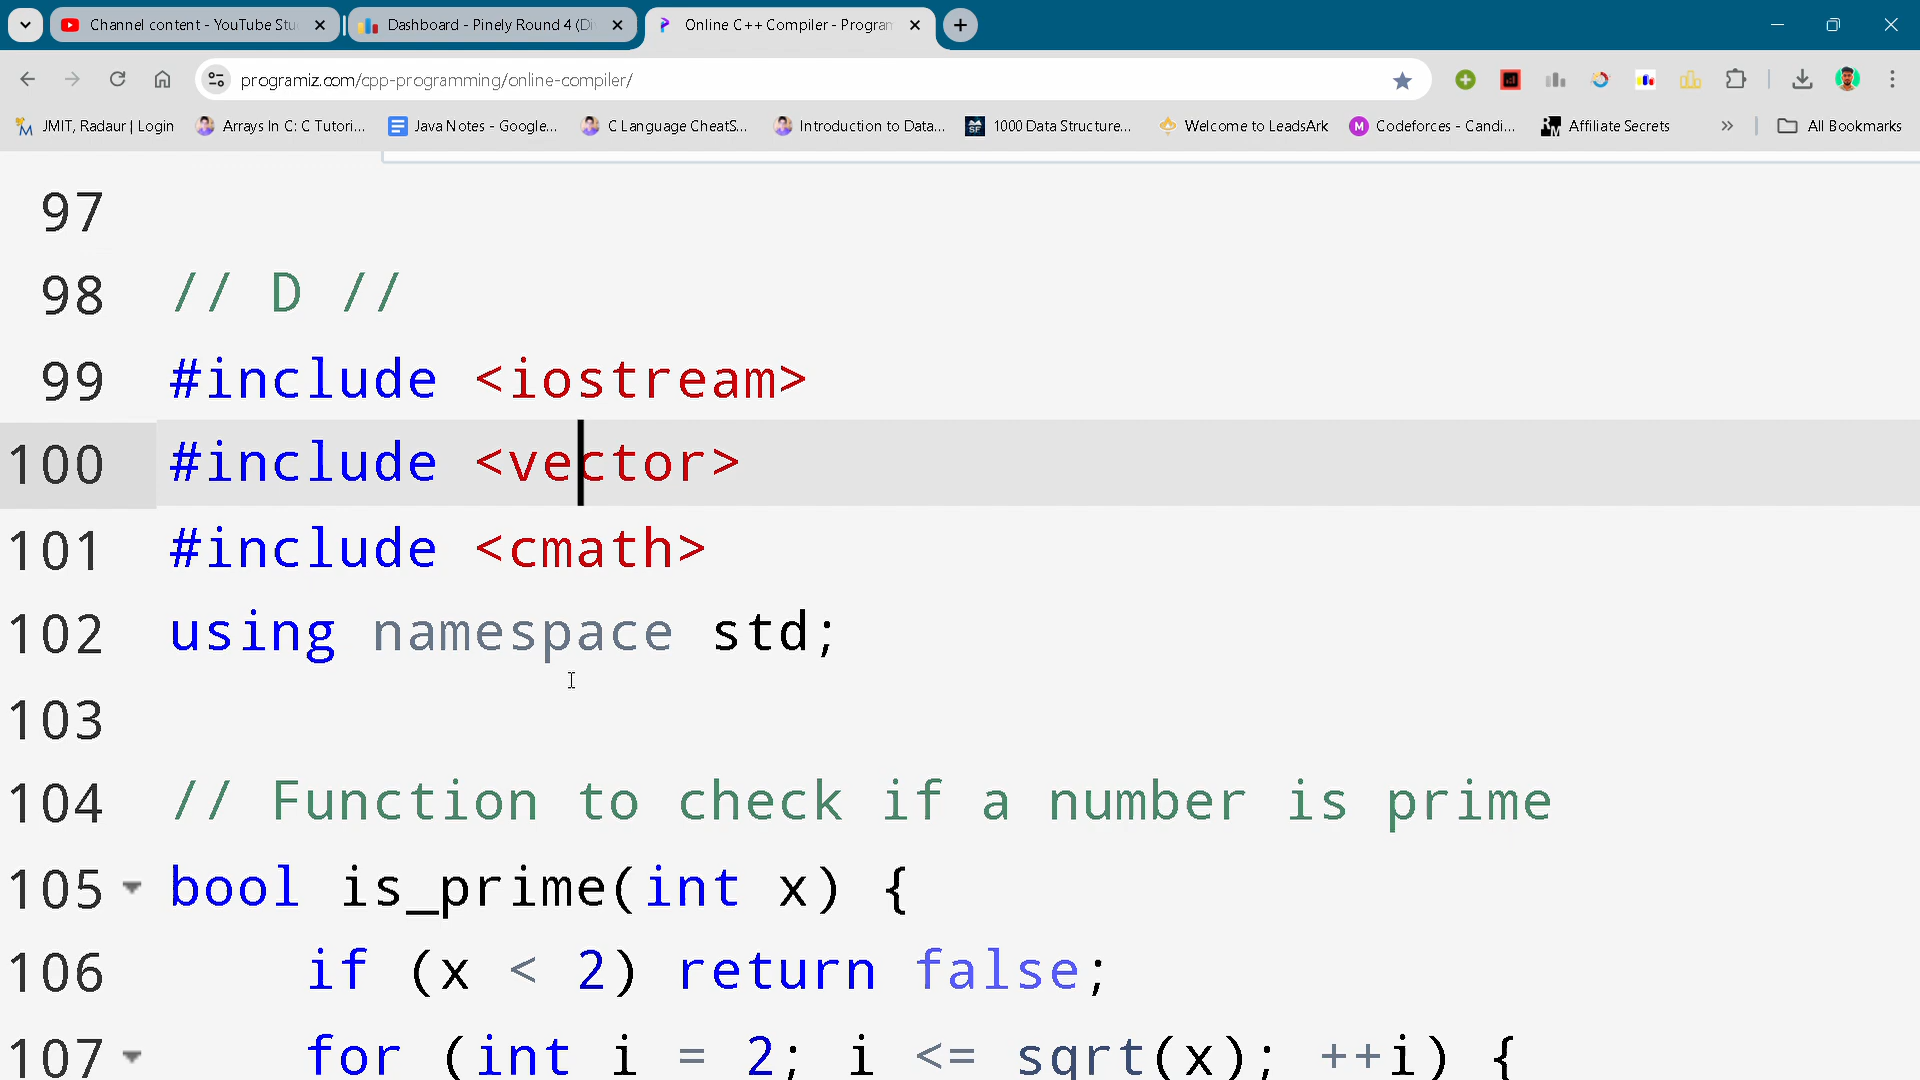 Channel content - YouTube Stu
Dashboard - Pinely Round 4 (Di
Online C++ Compiler - Program
programiz.com/cpp-programming/online-compiler/
JMIT, Radaur | Login
Arrays In C: C Tutori...
Java Notes - Google...
C Language CheatS...
Introduction to Data...
1000 Data Structure...
Welcome to LeadsArk
Codeforces - Candi...
Affiliate Secrets
All Bookmarks
97
98 // D //
99 #include <iostream>
100 #include <vector>
101 #include <cmath>
102 using namespace std;
103
104 // Function to check if a number is prime
105 bool is_prime(int x) {
106 if (x < 2) return false;
107 for (int i = 2; i <= sqrt(x); ++i) {